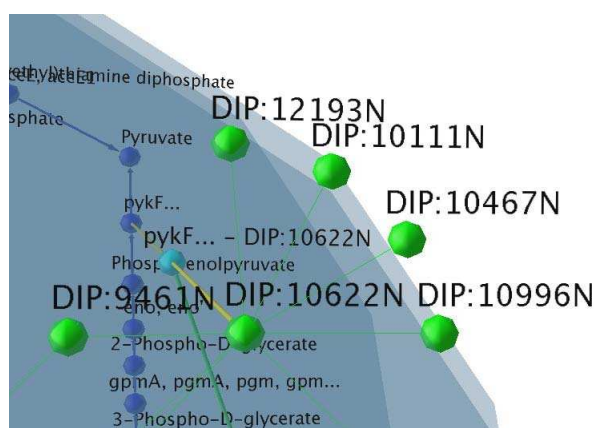 diphosphate
DIP:12193N
DIP:10111N
Pyruvate
DIP:10467N
pykF...
pykF... – DIP:10622N
DIP:9461N
DIP:10622N
DIP:10996N
eno, eno
2-Phospho-D-glycerate
gpmA, pgmA, pgm, gpm...
3-Phospho-D-glycerate